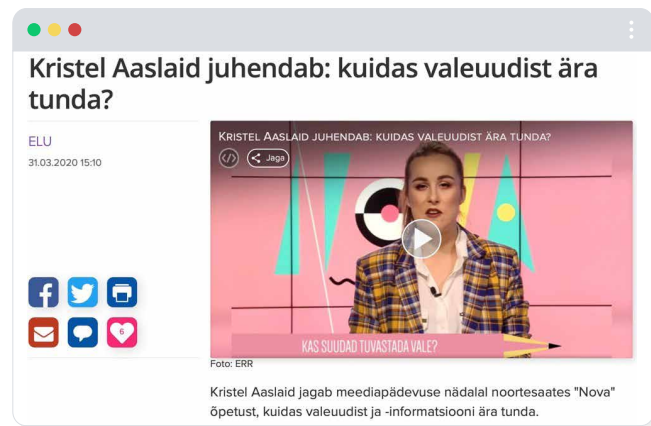 Kristel Aaslaid juhendab: kuidas valeuudist ära
tunda?
ELU
31.03.2020 15:10
KRISTEL AASLAID JUHENDAB: KUIDAS VALEUUDIST ÄRA TUNDA?
Jaga
NOVA
KAS SUUDAD TUVASTADA VALE?
6
Foto: ERR
Kristel Aaslaid jagab meediapädevuse nädalal noortesaates "Nova"
õpetust, kuidas valeuudist ja -informatsiooni ära tunda.